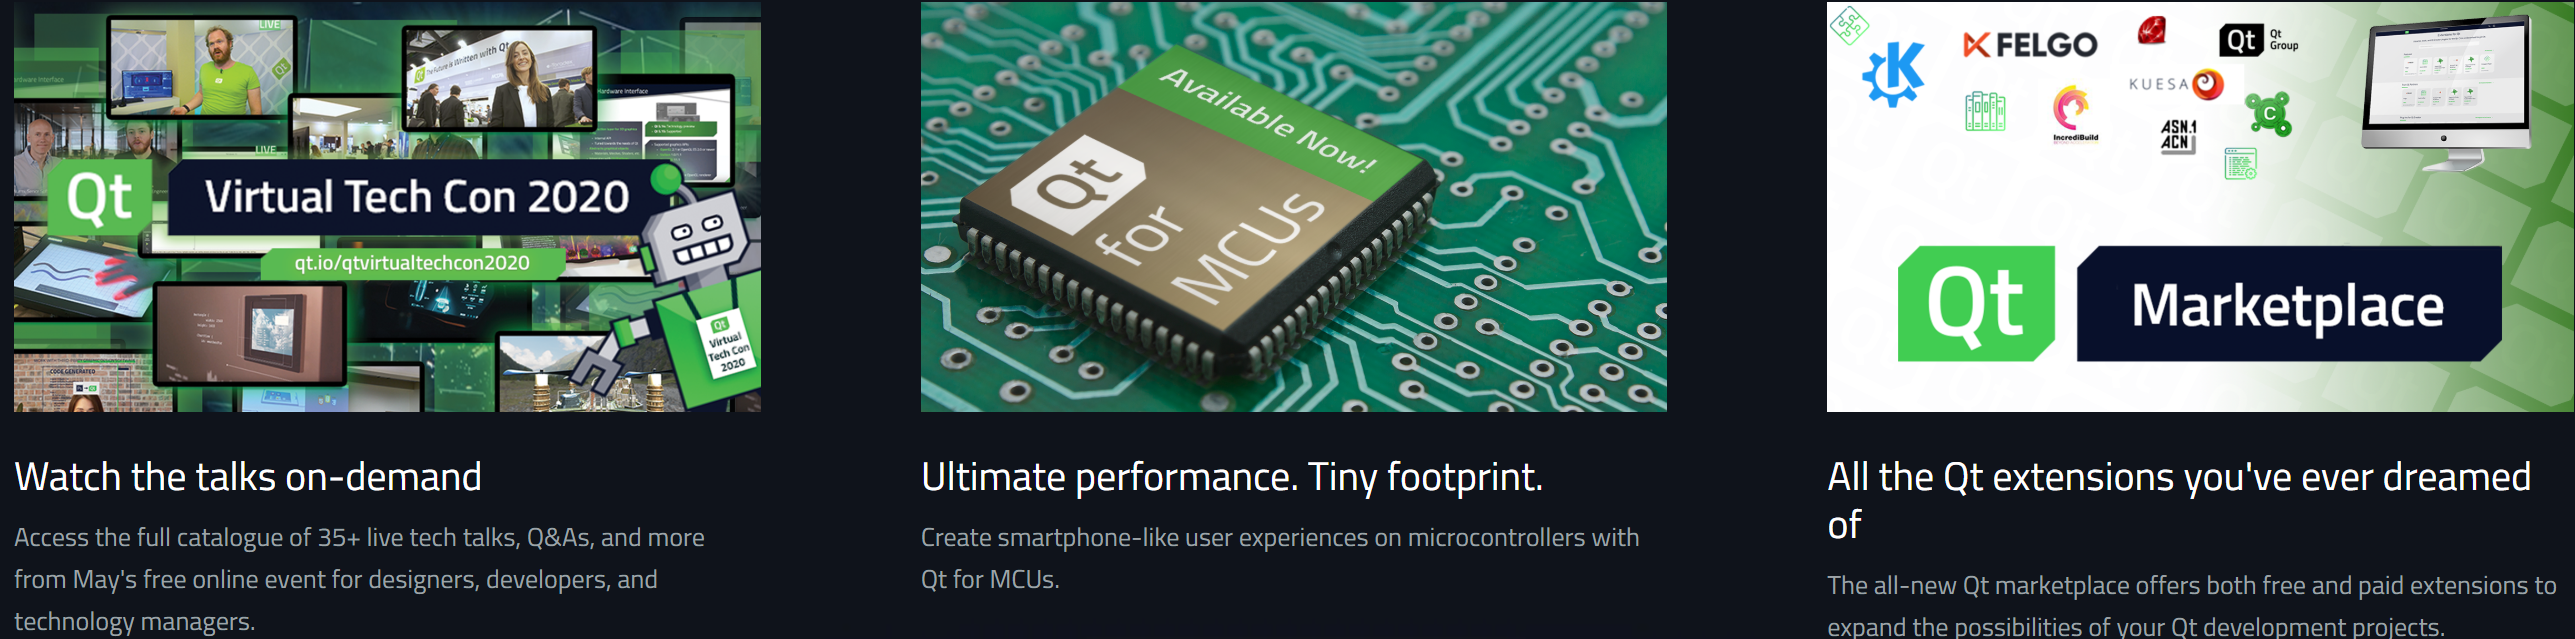 LIVE
The Future is Written with Qt
Hardware Interface
LIVE
Qt
Virtual Tech Con 2020
qt.io/qtvirtualtechcon2020
Qt
Virtual
Tech Con
2020
CODE GENERATED
Watch the talks on-demand
Access the full catalogue of 35+ live tech talks, Q&As, and more
from May's free online event for designers, developers, and
technology managers.
Available Now!
Qt
for
MCUs
Ultimate performance. Tiny footprint.
Create smartphone-like user experiences on microcontrollers with
Qt for MCUs.
K
FELGO
Qt
Qt
Group
KUESA
IncrediBuild
ASN.1
ACN
C
Qt
Marketplace
All the Qt extensions you've ever dreamed
of
The all-new Qt marketplace offers both free and paid extensions to
expand the possibilities of your Qt development projects.